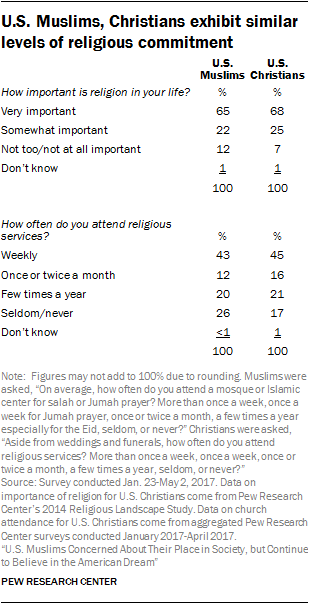 U.S. Muslims, Christians exhibit similar
levels of religious commitment
U.S. Muslims U.S. Christians
How important is religion in your life? % %
Very important 65 68
Somewhat important 22 25
Not too/not at all important 12 7
Don't know 1 1
100 100
How often do you attend religious
services? % %
Weekly 43 45
Once or twice a month 12 16
Few times a year 20 21
Seldom/never 26 17
Don't know <1 1
100 100
Note: Figures may not add to 100% due to rounding. Muslims were
asked, “On average, how often do you attend a mosque or Islamic
center for salah or Jumah prayer? More than once a week, once a
week for Jumah prayer, once or twice a month, a few times a year
especially for the Eid, seldom, or never?” Christians were asked,
“Aside from weddings and funerals, how often do you attend
religious services? More than once a week, once a week, once or
twice a month, a few times a year, seldom, or never?”
Source: Survey conducted Jan. 23-May 2, 2017. Data on
importance of religion for U.S. Christians come from Pew Research
Center's 2014 Religious Landscape Study. Data on church
attendance for U.S. Christians come from aggregated Pew Research
Center surveys conducted January 2017-April 2017.
“U.S. Muslims Concerned About Their Place in Society, but Continue
to Believe in the American Dream”
PEW RESEARCH CENTER